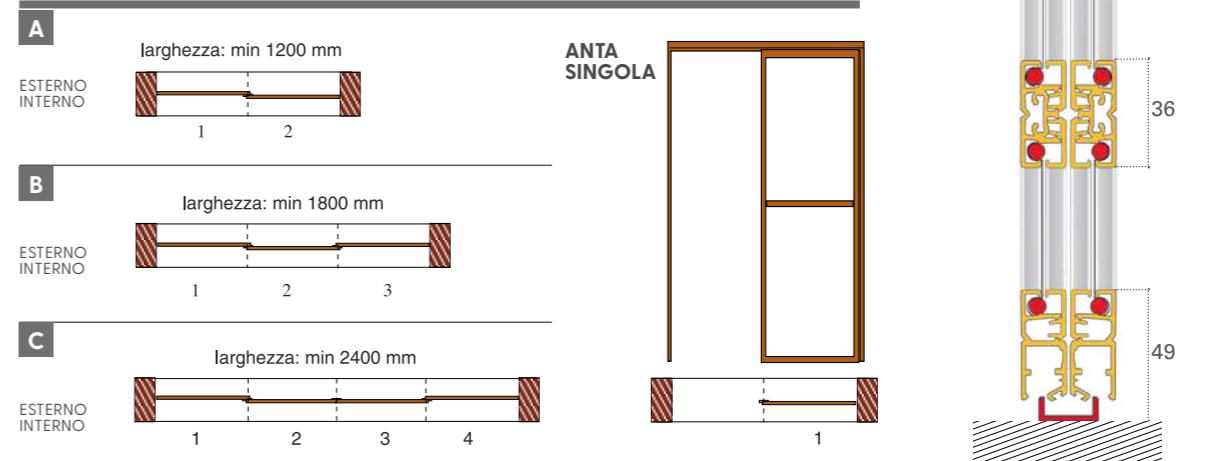 A
larghezza: min 1200 mm
ESTERNO
INTERNO
1 2
B
larghezza: min 1800 mm
ESTERNO
INTERNO
1 2 3
C
larghezza: min 2400 mm
ESTERNO
INTERNO
1 2 3 4
ANTA
SINGOLA
1
36
49